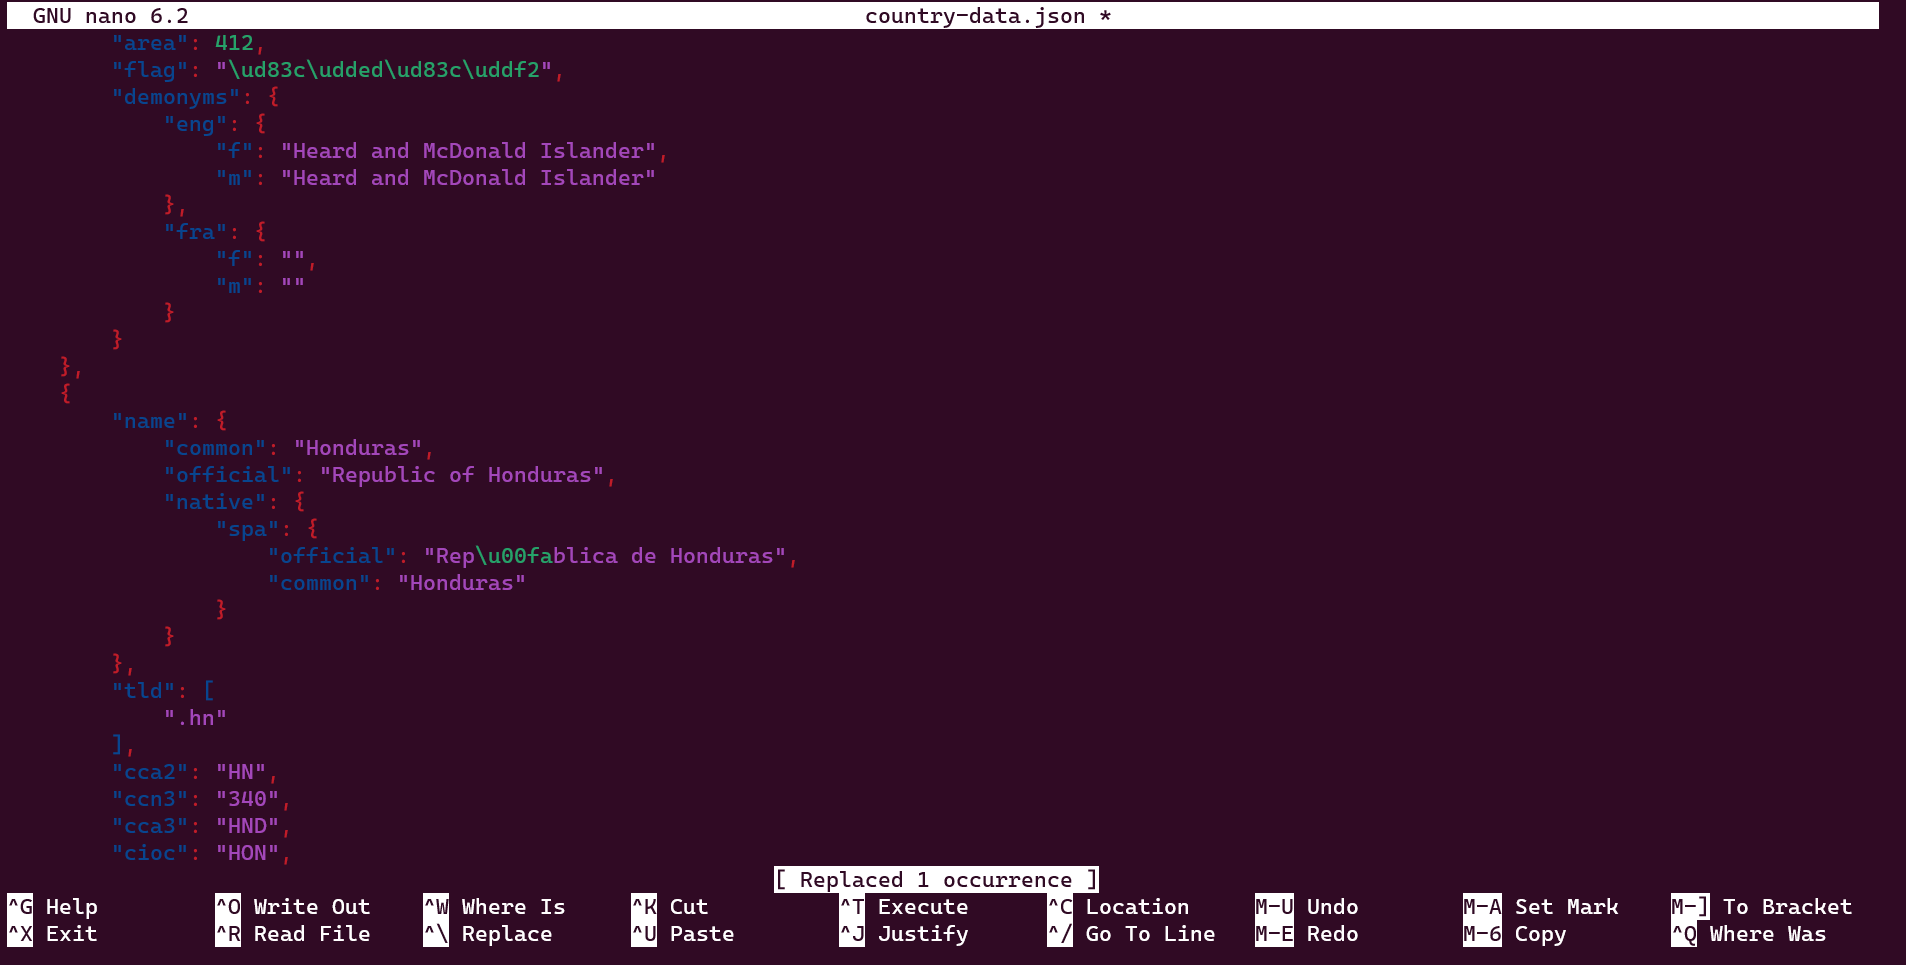 GNU nano 6.2 country-data.json *
"area": 412,
"flag": "\ud83c\udded\ud83c\uddf2",
"demonyms": {
"eng": {
"f": "Heard and McDonald Islander",
"m": "Heard and McDonald Islander"
},
"fra": {
"f": "",
"m": ""
}
}
},
{
"name": {
"common": "Honduras",
"official": "Republic of Honduras",
"native": {
"spa": {
"official": "Rep\u00fablica de Honduras",
"common": "Honduras"
}
}
},
"tld": [
".hn"
],
"cca2": "HN",
"ccn3": "340",
"cca3": "HND",
"cioc": "HON",
[ Replaced 1 occurrence ]
^G Help ^O Write Out ^W Where Is ^K Cut ^T Execute ^C Location M-U Undo M-A Set Mark M-] To Bracket
^X Exit ^R Read File ^\ Replace ^U Paste ^J Justify ^/ Go To Line M-E Redo M-6 Copy ^Q Where Was